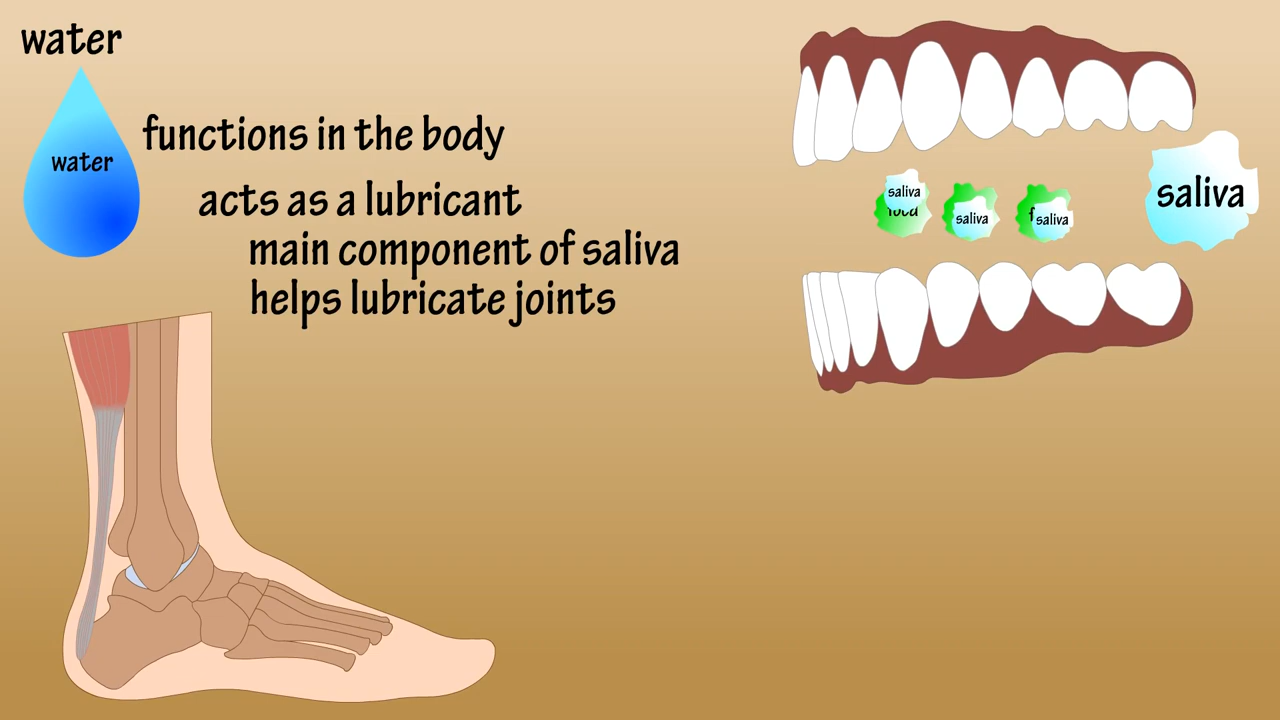 water
water
functions in the body
acts as a lubricant
main component of saliva
helps lubricate joints
saliva
saliva
saliva
saliva